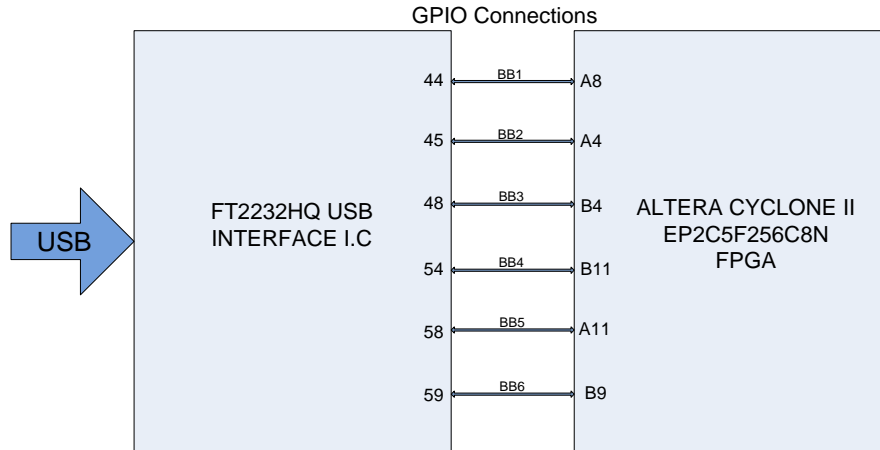 GPIO Connections
44
BB1
A8
45
BB2
A4
48
BB3
B4
FT2232HQ USB
INTERFACE I.C
ALTERA CYCLONE II
EP2C5F256C8N
FPGA
USB
54
BB4
B11
58
BB5
A11
59
BB6
B9